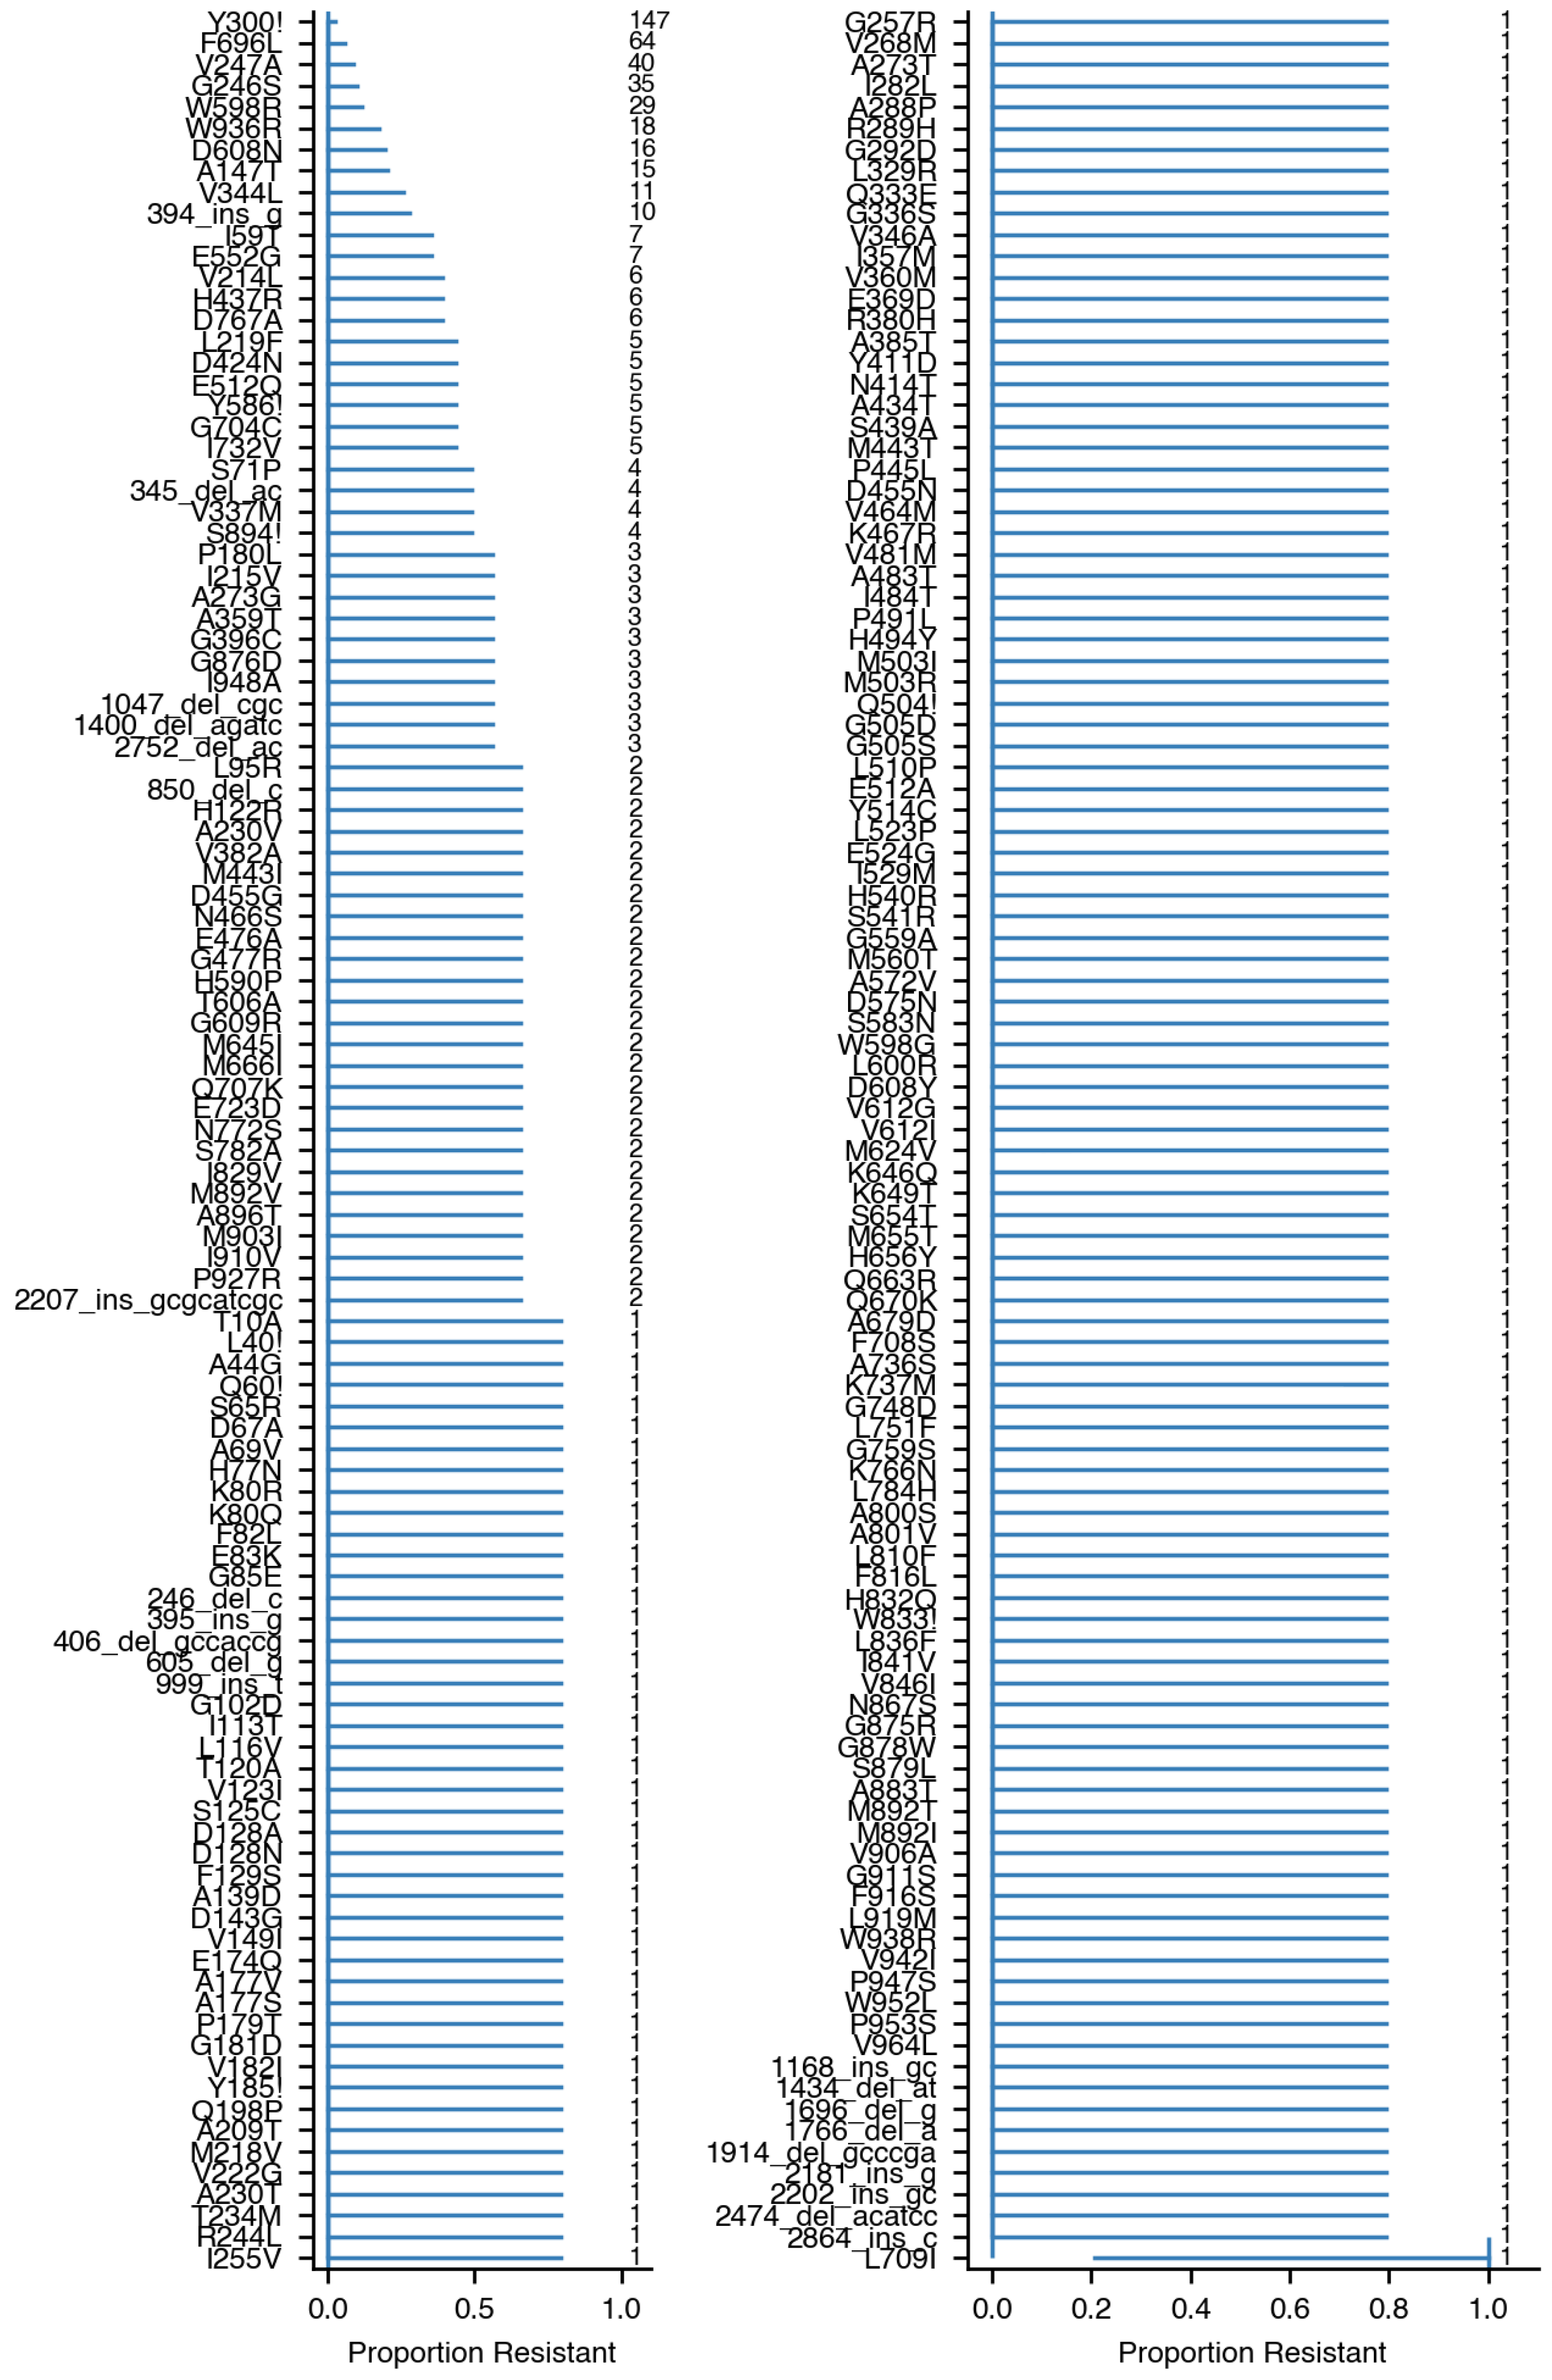 Y300! 147
F696L 64
V247A 40
G246S 35
W598R 29
W936R 18
D608N 16
A147T 15
V344L 11
394_ins_g 10
I59T 7
E552G 7
V214L 6
H437R 6
D767A 6
L219F 5
D424N 5
E512Q 5
Y586! 5
G704C 5
I732V 5
S71P 4
345_del_ac 4
V337M 4
S894! 4
P180L 3
I215V 3
A273G 3
A359T 3
G396C 3
G876D 3
I948A 3
1047_del_cgc 3
1400_del_agatc 3
2752_del_ac 3
L95R 2
850_del_c 2
H122R 2
A230V 2
V382A 2
M443I 2
D455G 2
N466S 2
E476A 2
G477R 2
H590P 2
T606A 2
G609R 2
M645I 2
M666I 2
Q707K 2
E723D 2
N772S 2
S782A 2
I829V 2
M892V 2
A896T 2
M903I 2
I910V 2
P927R 2
2207_ins_gcgcatcgc 2
T10A 1
L40! 1
A44G 1
Q60! 1
S65R 1
D67A 1
A69V 1
H77N 1
K80R 1
K80Q 1
F82L 1
E83K 1
G85E 1
246_del_c 1
395_ins_g 1
406_del_gccaccg 1
605_del_g 1
999_ins_t 1
G102D 1
I113T 1
L116V 1
T120A 1
V123I 1
S125C 1
D128A 1
D128N 1
F129S 1
A139D 1
D143G 1
V149I 1
E174Q 1
A177V 1
A177S 1
P179T 1
G181D 1
V182I 1
Y185! 1
Q198P 1
A209T 1
M218V 1
V222G 1
A230T 1
T234M 1
R244L 1
I255V 1
0.0 0.5 1.0
Proportion Resistant
G257R 1
V268M 1
A273T 1
I282L 1
A288P 1
R289H 1
G292D 1
L329R 1
Q333E 1
G336S 1
V346A 1
I357M 1
V360M 1
E369D 1
R380H 1
A385T 1
Y411D 1
N414T 1
A434T 1
S439A 1
M443T 1
P445L 1
D455N 1
V464M 1
K467R 1
V481M 1
A483T 1
I484T 1
P491L 1
H494Y 1
M503I 1
M503R 1
Q504! 1
G505D 1
G505S 1
L510P 1
E512A 1
Y514C 1
L523P 1
E524G 1
I529M 1
H540R 1
S541R 1
G559A 1
M560T 1
A572V 1
D575N 1
S583N 1
W598G 1
L600R 1
D608Y 1
V612G 1
V612I 1
M624V 1
K646Q 1
K649T 1
S654T 1
M655T 1
H656Y 1
Q663R 1
Q670K 1
A679D 1
F708S 1
A736S 1
K737M 1
G748D 1
L751F 1
G759S 1
K766N 1
L784H 1
A800S 1
A801V 1
L810F 1
F816L 1
H832Q 1
W833! 1
L836F 1
I841V 1
V846I 1
N867S 1
G875R 1
G878W 1
S879L 1
A883T 1
M892T 1
M892I 1
V906A 1
G911S 1
F916S 1
L919M 1
W938R 1
V942I 1
P947S 1
W952L 1
P953S 1
V964L 1
1168_ins_gc 1
1434_del_at 1
1696_del_g 1
1766_del_a 1
1914_del_gcccga 1
2181_ins_g 1
2202_ins_gc 1
2474_del_acatcc 1
2864_ins_c 1
L709I 1
0.0 0.2 0.4 0.6 0.8 1.0
Proportion Resistant